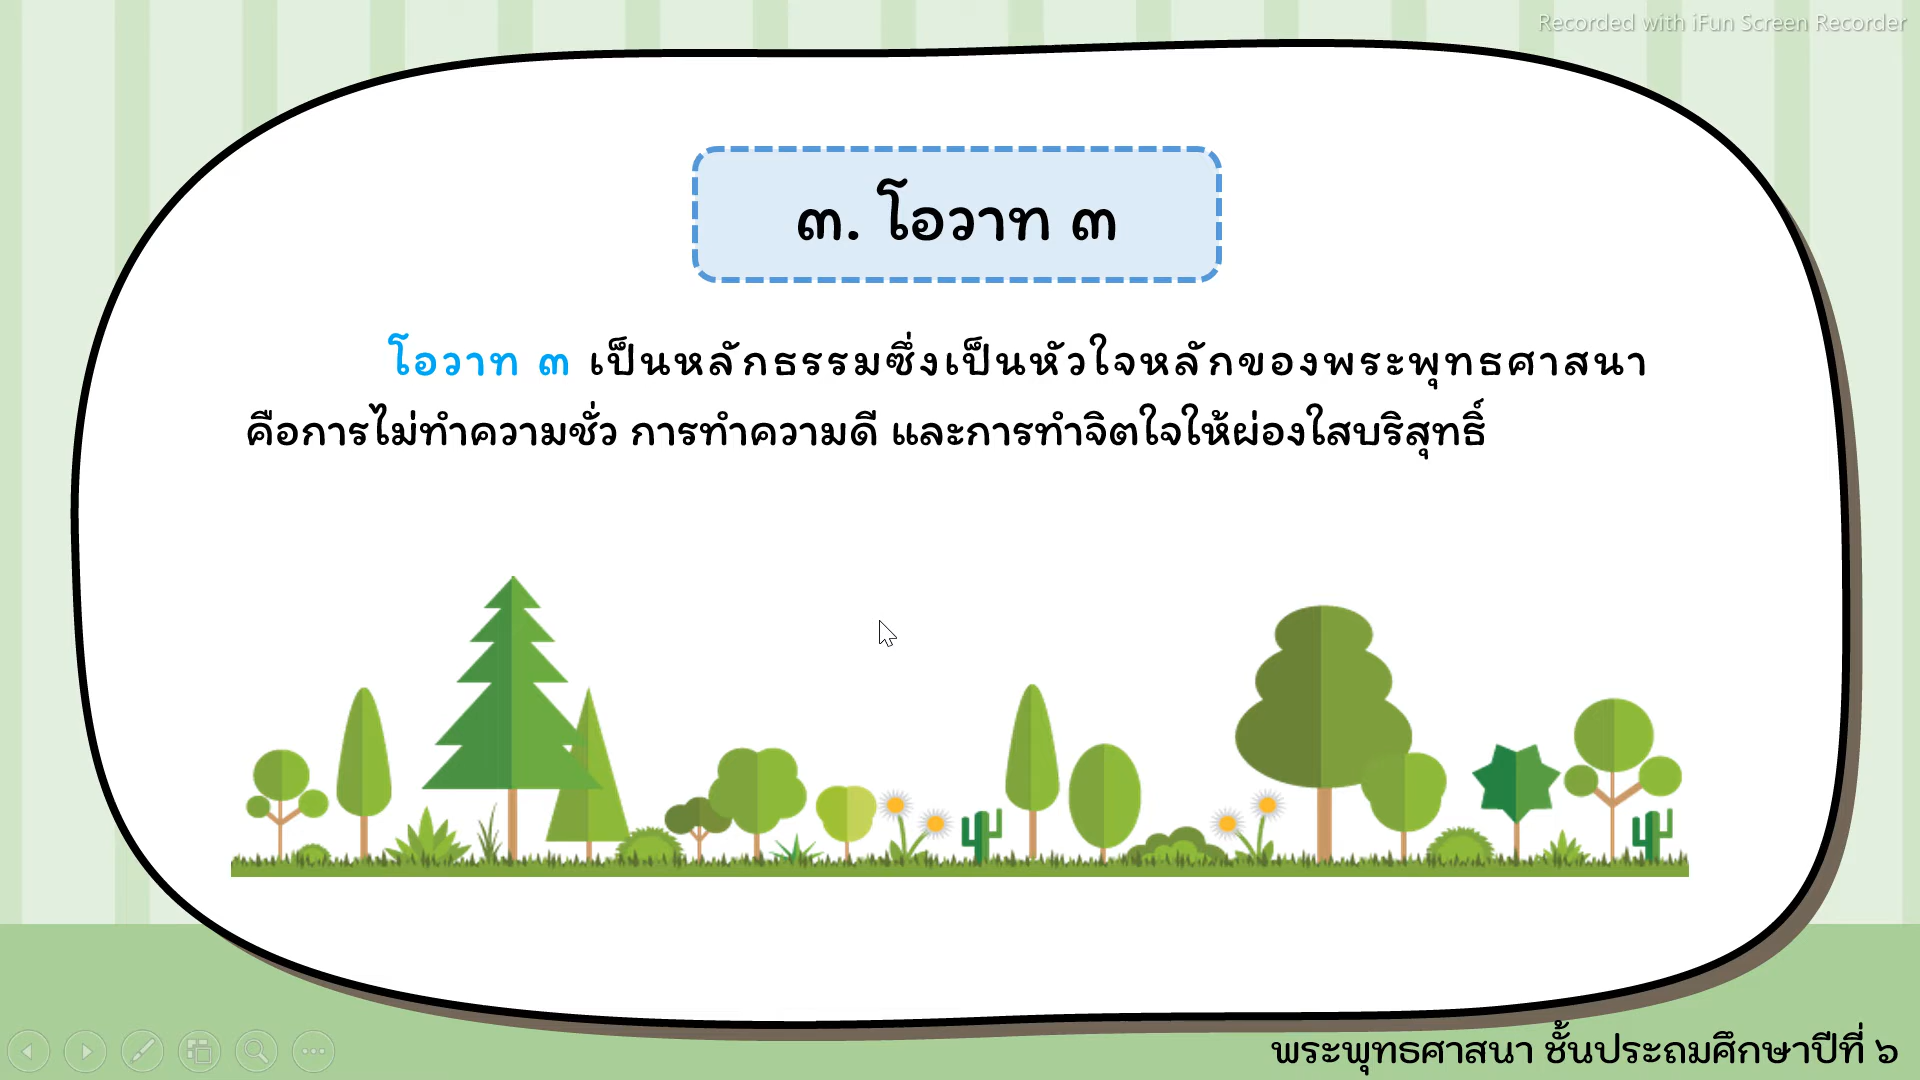 Recorded with iFun Screen Recorder
๓. โอวาท ๓
โอวาท ๓ เป็นหลักธรรมซึ่งเป็นหัวใจหลักของพระพุทธศาสนา
คือการไม่ทำความชั่ว การทำความดี และการทำจิตใจให้ผ่องใสบริสุทธิ์
พระพุทธศาสนา ชั้นประถมศึกษาปีที่ ๖